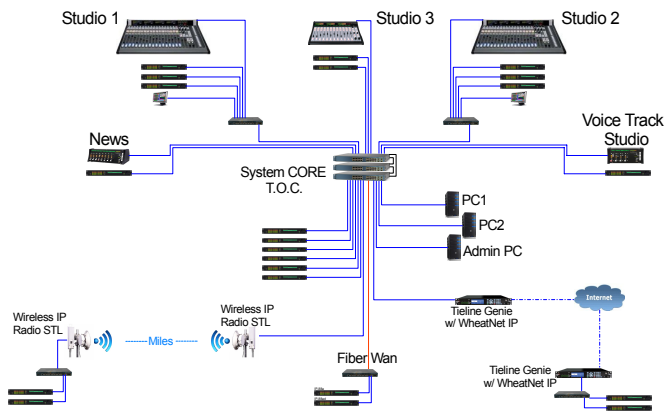 Studio 1
Studio 3
Studio 2
News
Voice Track
Studio
System CORE
T.O.C.
PC1
PC2
Admin PC
Wireless IP
Radio STL
Wireless IP
Radio STL
Miles
Tieline Genie
w/ WheatNet IP
Internet
Fiber Wan
Tieline Genie
w/ WheatNet IP